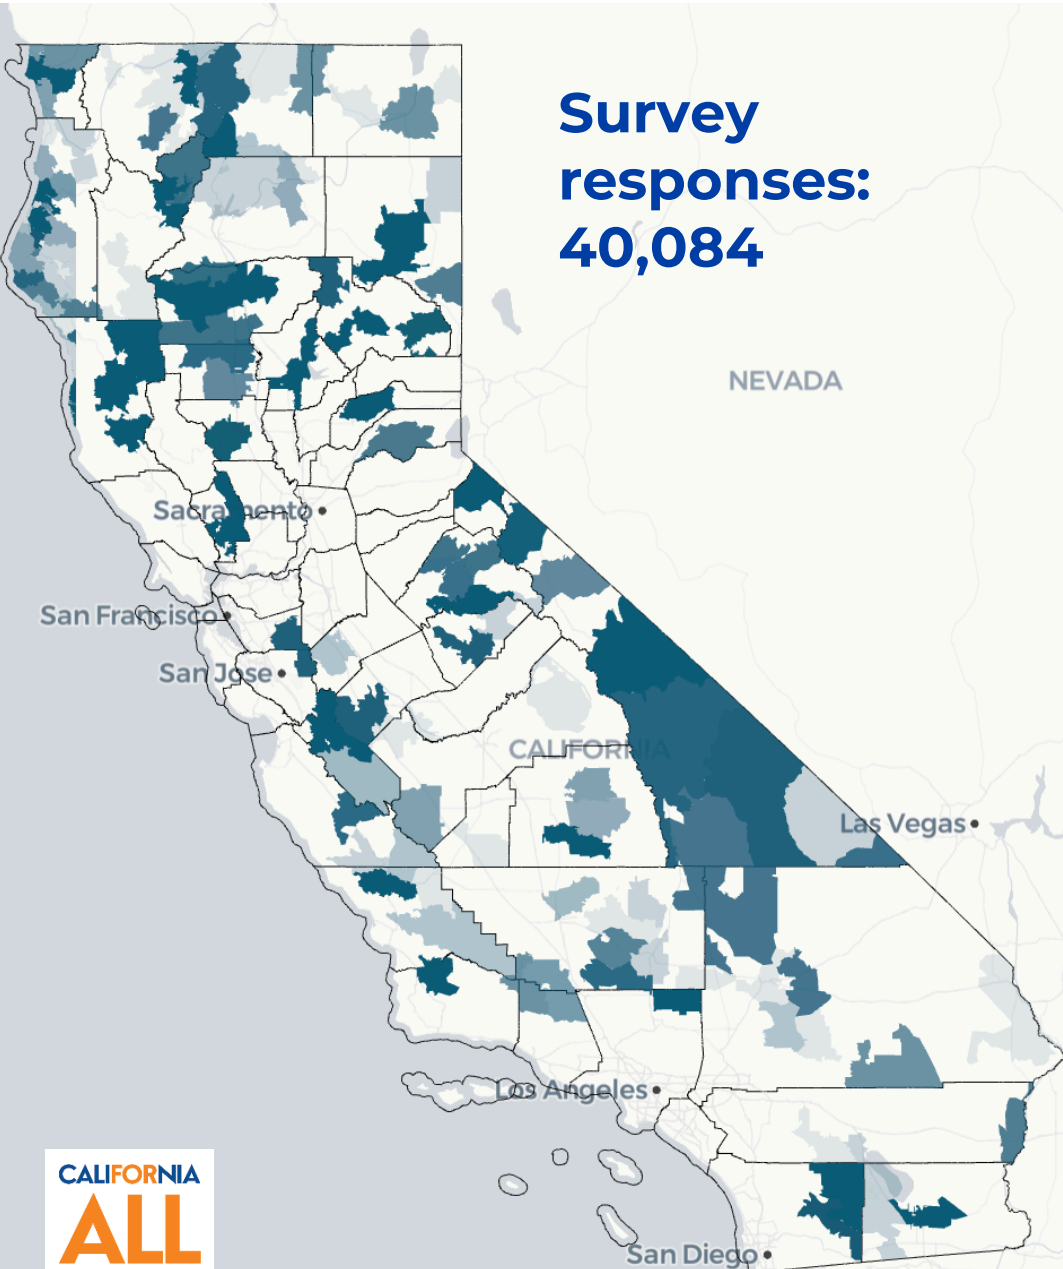 Survey
responses:
40,084
NEVADA
Sacramento
San Francisco
San Jose
CALIFORNIA
Las Vegas
Los Angeles
CALIFORNIA
ALL
San Diego